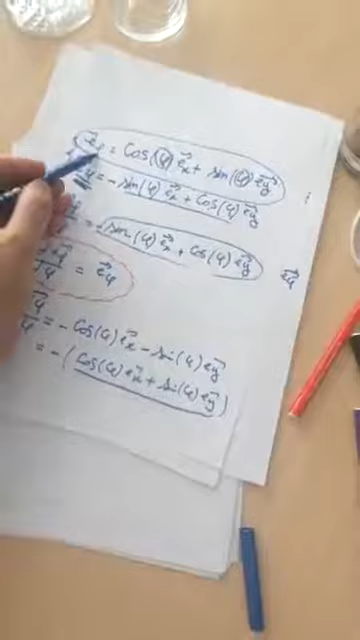 = cos(φ) e⃗x + sin(φ) e⃗y
= -sin(φ) e⃗x + cos(φ) e⃗y
= -sin(φ) e⃗x + cos(φ) e⃗y e⃗φ
= e⃗φ
= -cos(φ) e⃗x - sin(φ) e⃗y
= -(cos(φ) e⃗x + sin(φ) e⃗y)